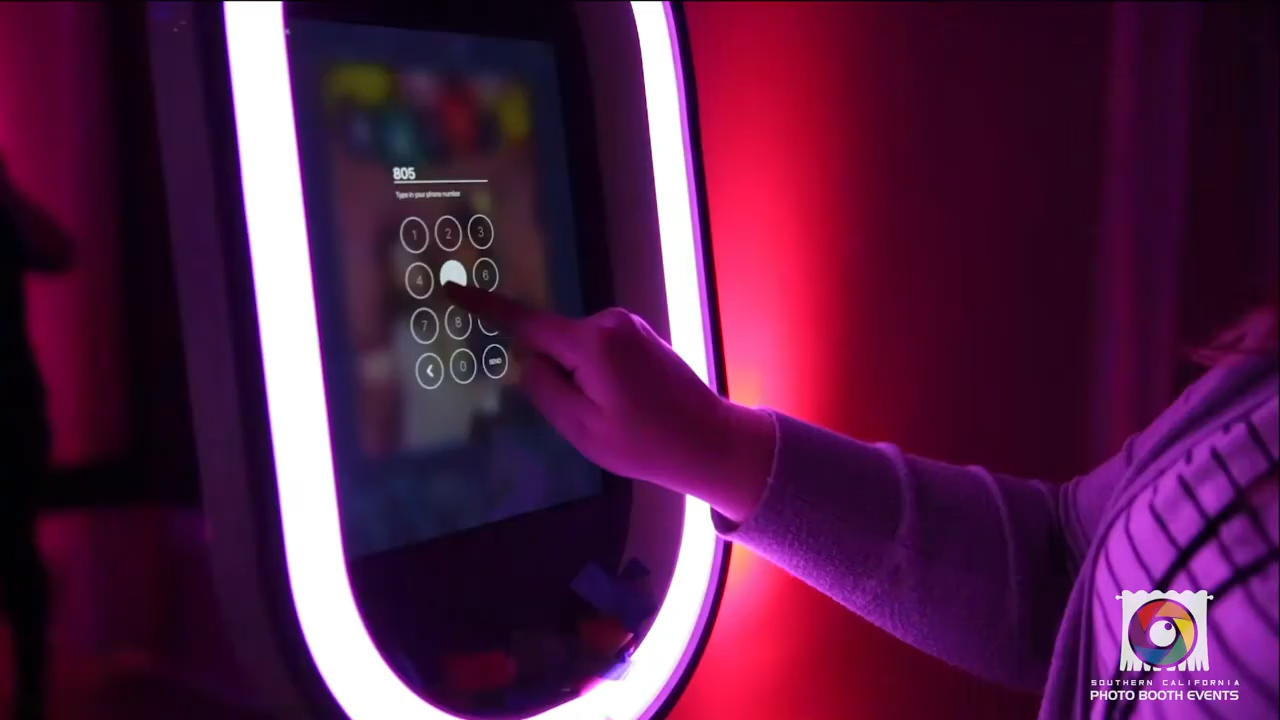 805
Type in your phone number
1 2 3
4 6
7 8
0 SEND
SOUTHERN CALIFORNIA
PHOTO BOOTH EVENTS